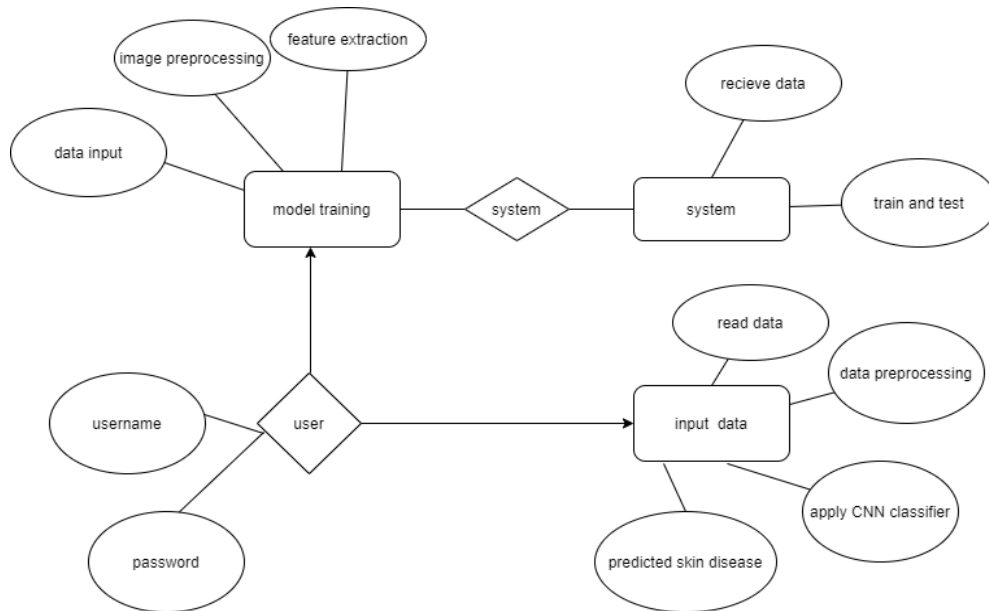 feature extraction
image preprocessing
recieve data
data input
model training
system
system
train and test
read data
data preprocessing
username
user
input data
apply CNN classifier
password
predicted skin disease